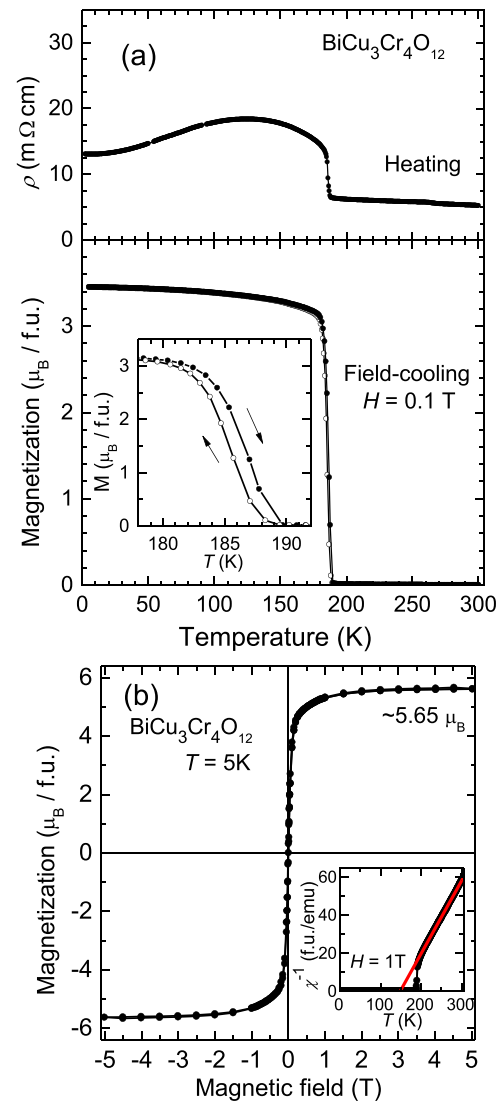 35
30
20
10
0
ρ (m Ω cm)
(a)
BiCu3Cr4O12
Heating
3
2
1
0
Magnetization (μB / f.u.)
Field-cooling
H = 0.1 T
3
2
1
0
M (μB / f.u.)
180 185 190
T (K)
0 50 100 150 200 250 300
Temperature (K)
6
4
2
0
-2
-4
-6
Magnetization (μB / f.u.)
(b)
BiCu3Cr4O12
T = 5K
~5.65 μB
60
40
20
0
χ-1 (f.u./emu)
H = 1T
0 100 200 300
T (K)
-5 -4 -3 -2 -1 0 1 2 3 4 5
Magnetic field (T)